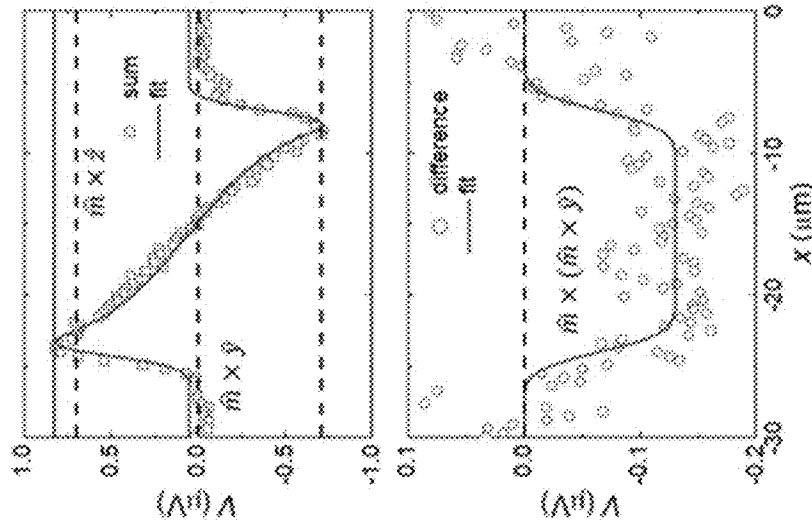 V (μV)
1.0
0.5
0.0
-0.5
-1.0
m̂ × ẑ
○ sum
— fit
m̂ × ŷ
V (μV)
0.1
0.0
-0.1
-0.2
○ difference
— fit
m̂ × (m̂ × ŷ)
-30
-20
-10
0
x (μm)